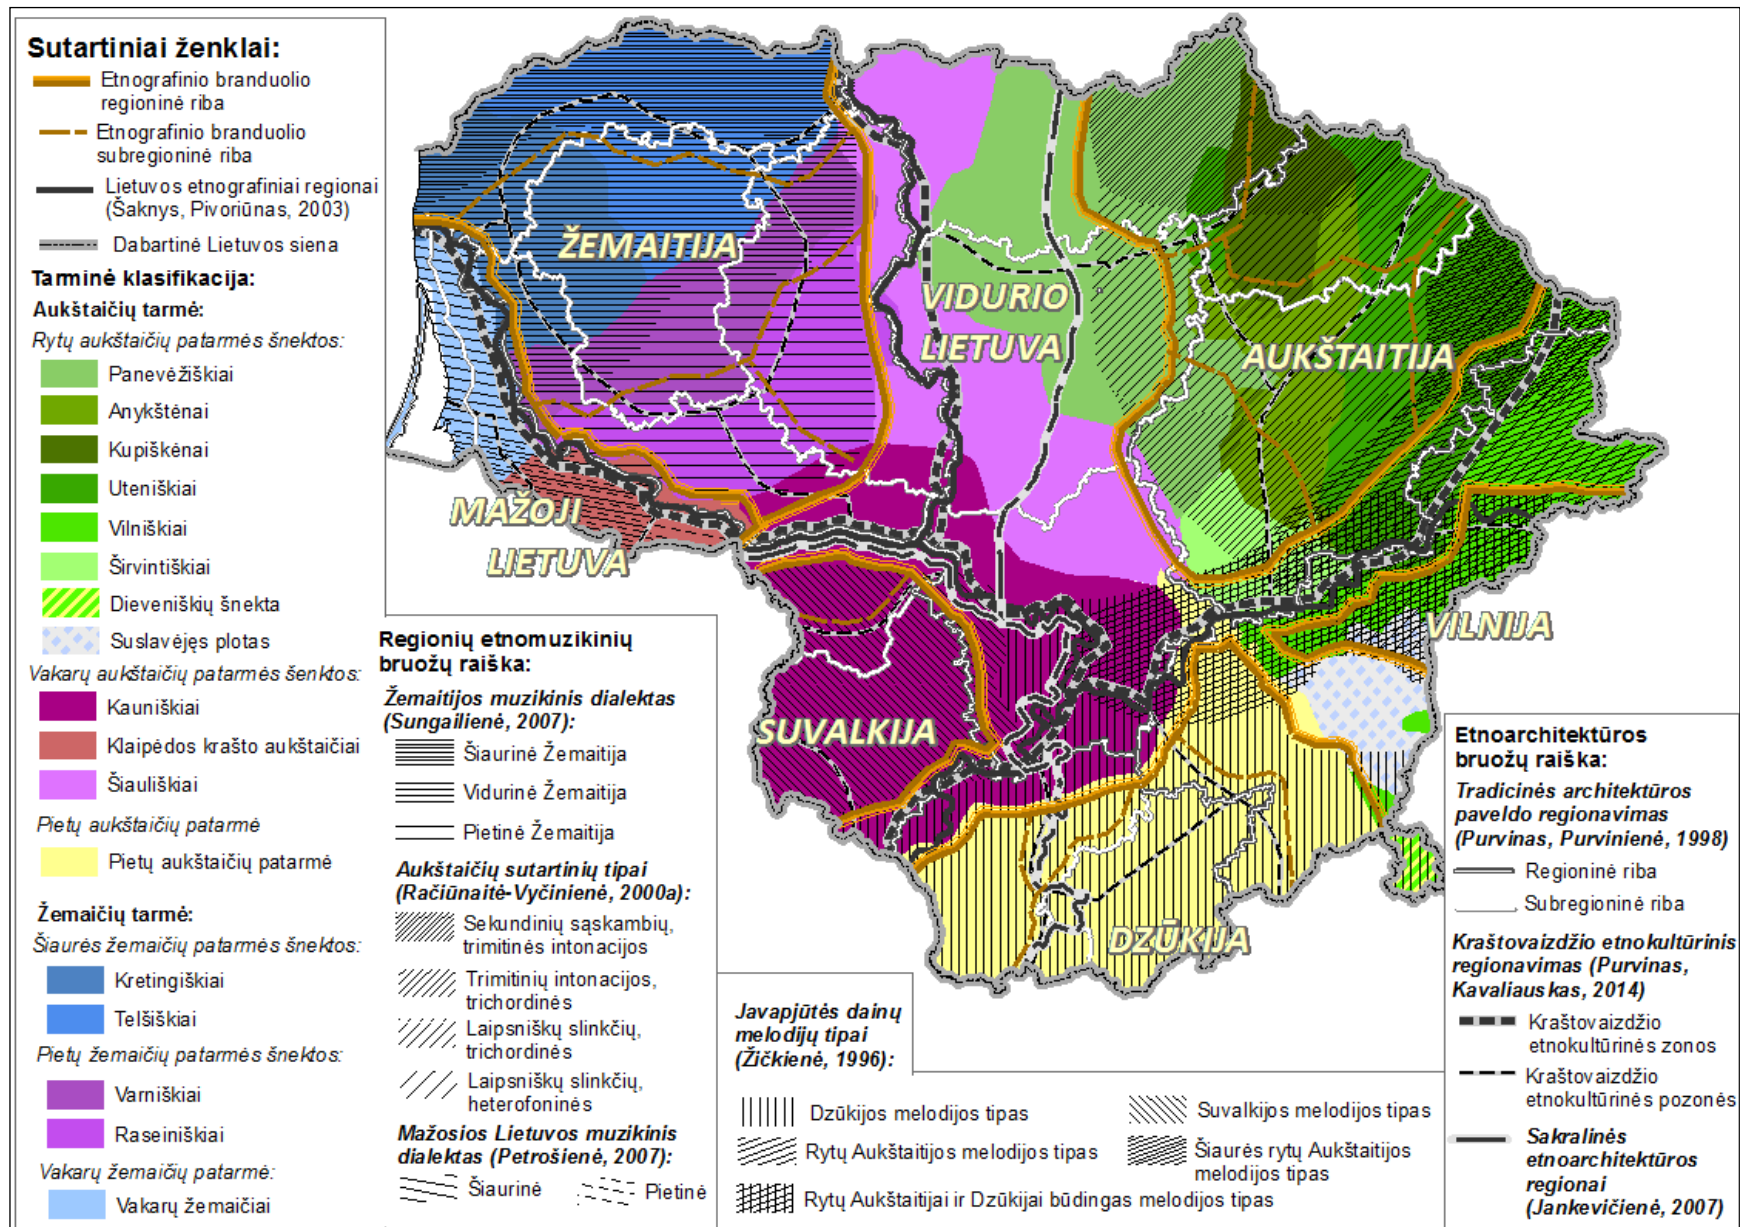 Sutartiniai ženklai:
Etnografinio branduolio
regioninė riba
Etnografinio branduolio
subregioninė riba
Lietuvos etnografiniai regionai
(Šaknys, Pivoriūnas, 2003)
Dabartinė Lietuvos siena
Tarminė klasifikacija:
Aukštaičių tarmė:
Rytų aukštaičių patarmės šnektos:
Panevėžiškiai
Anykštėnai
Kupiškėnai
Uteniškiai
Vilniškiai
Širvintiškiai
Dieveniškių šnekta
Suslavėjęs plotas
Vakarų aukštaičių patarmės šenktos:
Kauniškiai
Klaipėdos krašto aukštaičiai
Šiauliškiai
Pietų aukštaičių patarmė
Pietų aukštaičių patarmė
Žemaičių tarmė:
Šiaurės žemaičių patarmės šnektos:
Kretingiškiai
Telšiškiai
Pietų žemaičių patarmės šnektos:
Varniškiai
Raseiniškiai
Vakarų žemaičių patarmė:
Vakarų žemaičiai
ŽEMAITIJA
VIDURIO
LIETUVA
AUKŠTAITIJA
MAŽOJI
LIETUVA
VILNIJA
SUVALKIJA
DZŪKIJA
Regionių etnomuzikinių
bruožų raiška:
Žemaitijos muzikinis dialektas
(Sungailienė, 2007):
Šiaurinė Žemaitija
Vidurinė Žemaitija
Pietinė Žemaitija
Aukštaičių sutartinių tipai
(Račiūnaitė-Vyčinienė, 2000a):
Sekundinių sąskambių,
trimitinės intonacijos
Trimitinių intonacijos,
trichordinės
Laipsniškų slinkčių,
trichordinės
Laipsniškų slinkčių,
heterofoninės
Mažosios Lietuvos muzikinis
dialektas (Petrošienė, 2007):
Šiaurinė
Pietinė
Javapjūtės dainų
melodijų tipai
(Žičkienė, 1996):
Dzūkijos melodijos tipas
Suvalkijos melodijos tipas
Rytų Aukštaitijos melodijos tipas
Šiaurės rytų Aukštaitijos
melodijos tipas
Rytų Aukštaitijai ir Dzūkijai būdingas melodijos tipas
Etnoarchitektūros
bruožų raiška:
Tradicinės architektūros
paveldo regionavimas
(Purvinas, Purvinienė, 1998)
Regioninė riba
Subregioninė riba
Kraštovaizdžio etnokultūrinis
regionavimas (Purvinas,
Kavaliauskas, 2014)
Kraštovaizdžio
etnokultūrinės zonos
Kraštovaizdžio
etnokultūrinės pozonės
Sakralinės
etnoarchitektūros
regionai
(Jankevičienė, 2007)